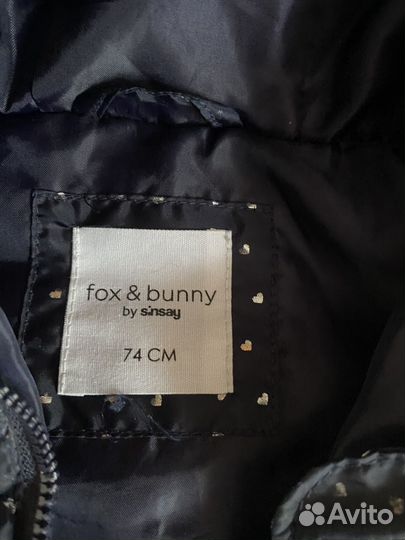 fox & bunny
by sinsay
74 CM
Avito